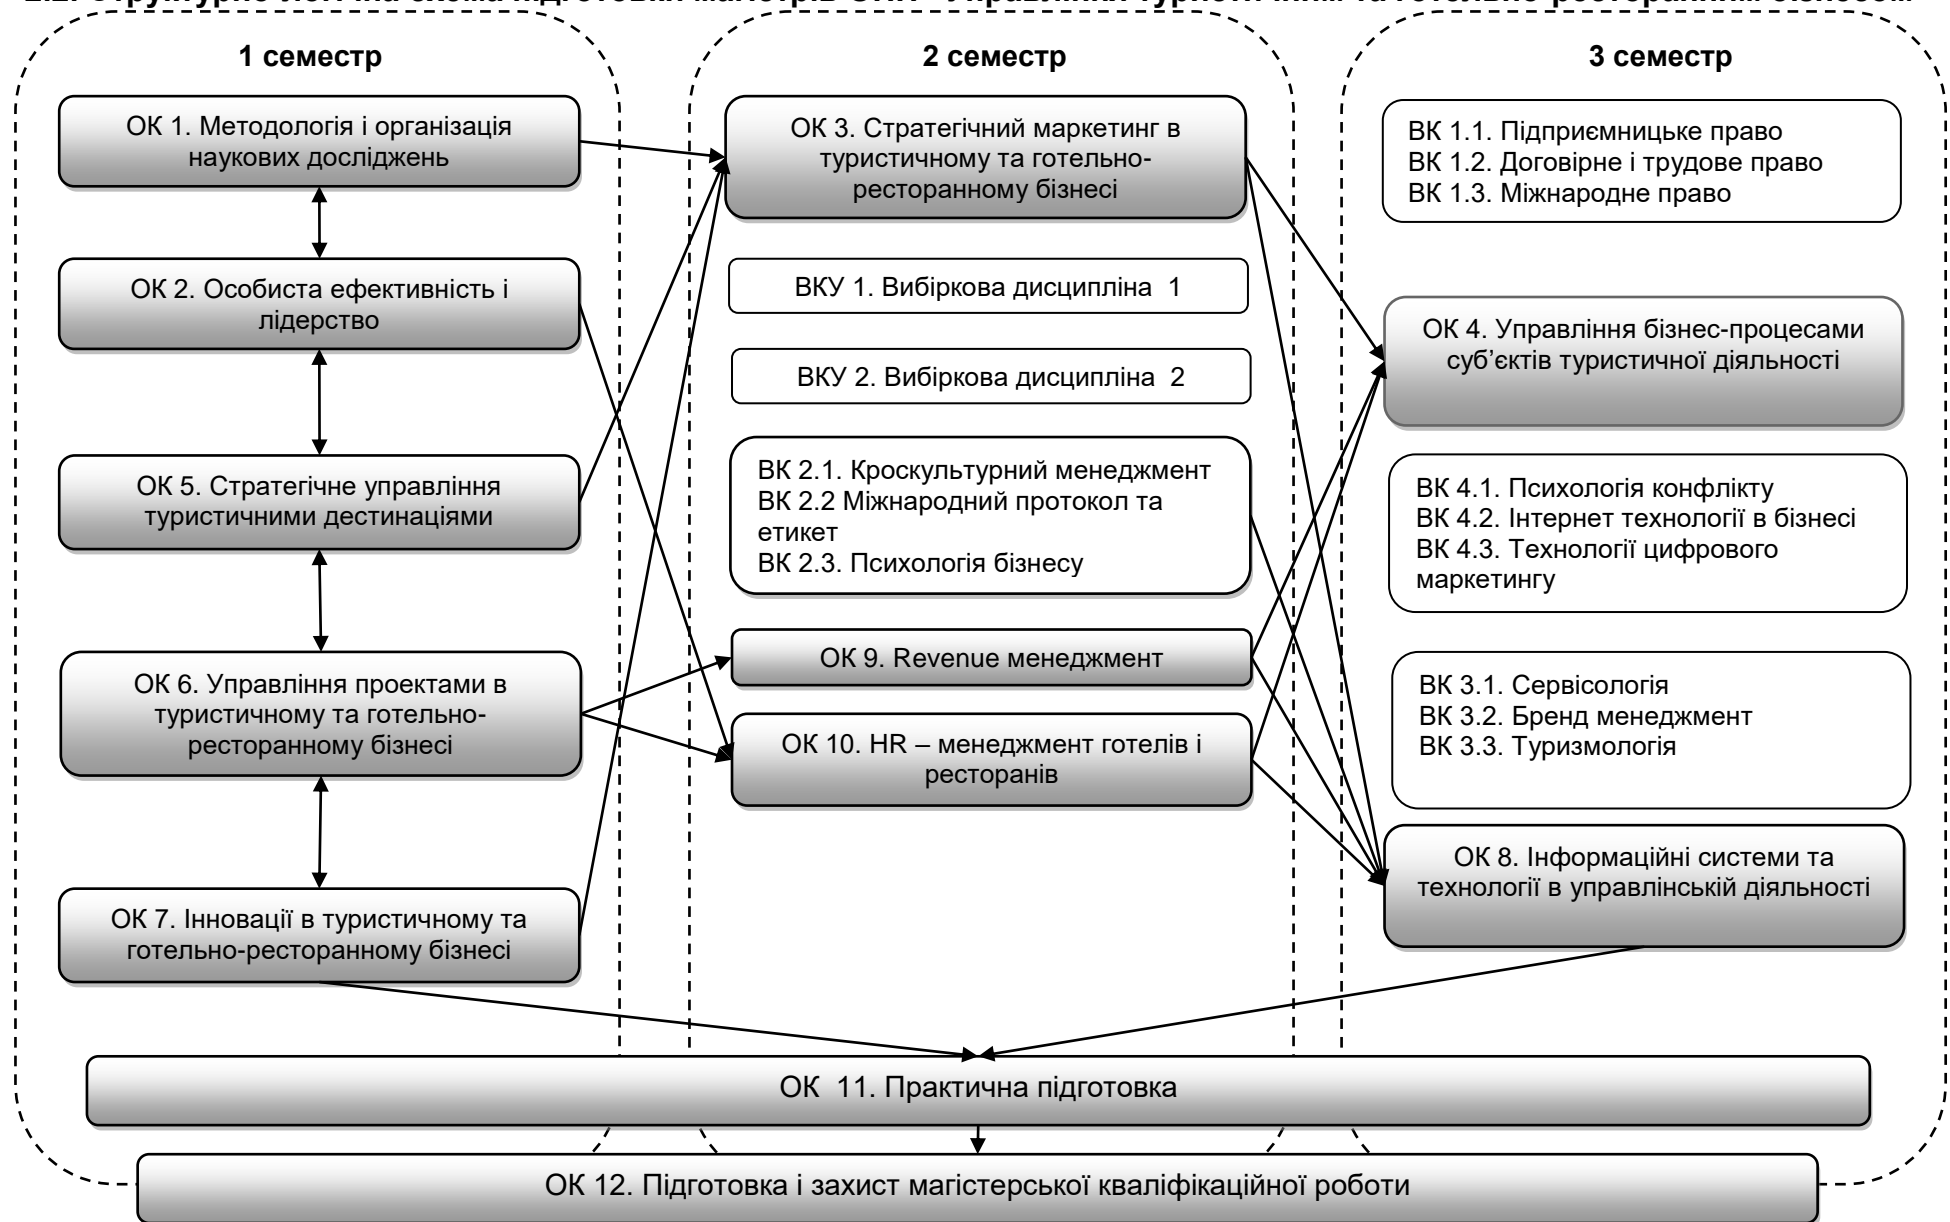 2.2. Структурно-логічна схема підготовки магістрів
1 семестр
ОК 1. Методологія і організація
наукових досліджень
ОК 2. Особиста ефективність і
лідерство
ОК 5. Стратегічне управління
туристичними дестинаціями
ОК 6. Управління проектами в
туристичному та готельно-
ресторанному бізнесі
ОК 7. Інновації в туристичному та
готельно-ресторанному бізнесі
2 семестр
ОК 3. Стратегічний маркетинг в
туристичному та готельно-
ресторанному бізнесі
ВКУ 1. Вибіркова дисципліна 1
ВКУ 2. Вибіркова дисципліна 2
ВК 2.1. Кроскультурний менеджмент
ВК 2.2 Міжнародний протокол та
етикет
ВК 2.3. Психологія бізнесу
ОК 9. Revenue менеджмент
ОК 10. HR – менеджмент готелів і
ресторанів
3 семестр
ВК 1.1. Підприємницьке право
ВК 1.2. Договірне і трудове право
ВК 1.3. Міжнародне право
ОК 4. Управління бізнес-процесами
суб’єктів туристичної діяльності
ВК 4.1. Психологія конфлікту
ВК 4.2. Інтернет технології в бізнесі
ВК 4.3. Технології цифрового
маркетингу
ВК 3.1. Сервісологія
ВК 3.2. Бренд менеджмент
ВК 3.3. Туризмологія
ОК 8. Інформаційні системи та
технології в управлінській діяльності
ОК 11. Практична підготовка
ОК 12. Підготовка і захист магістерської кваліфікаційної роботи